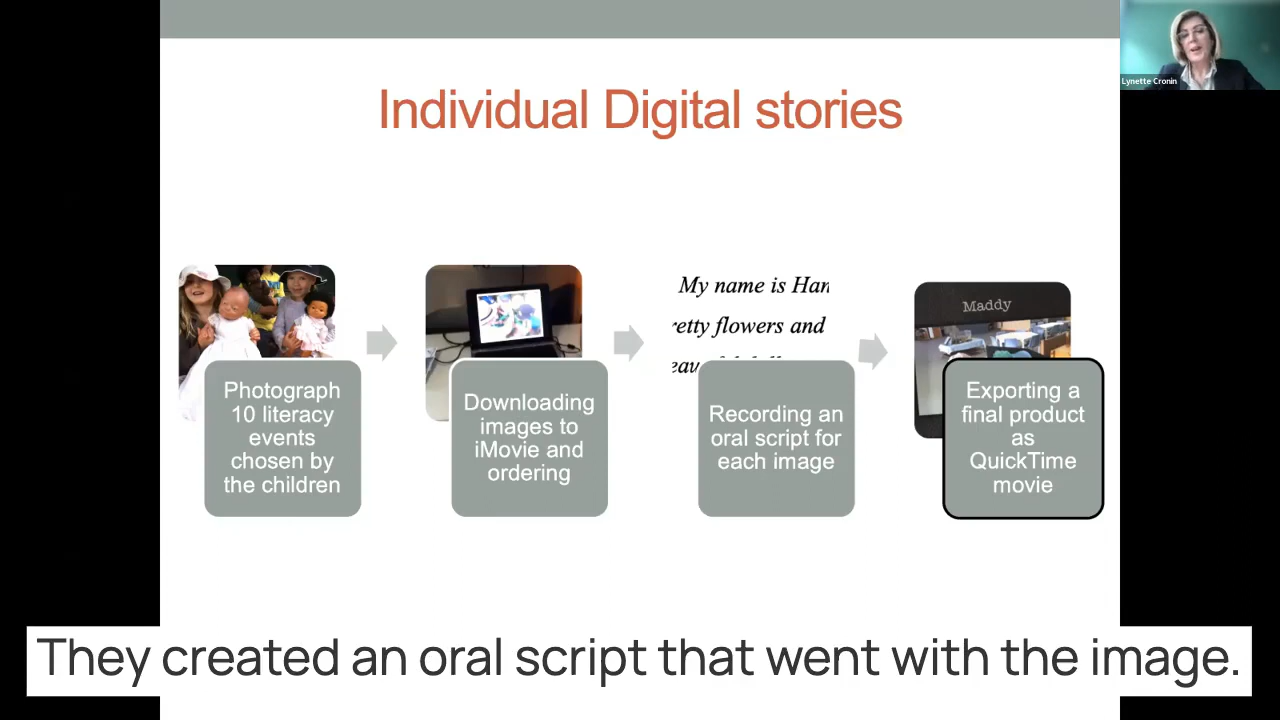 Lynette Cronin
Individual Digital stories
My name is Han
retty flowers and
Maddy
Photograph
10 literacy
events
chosen by
the children
Downloading
images to
iMovie and
ordering
Recording an
oral script for
each image
Exporting a
final product
as
QuickTime
movie
They created an oral script that went with the image.